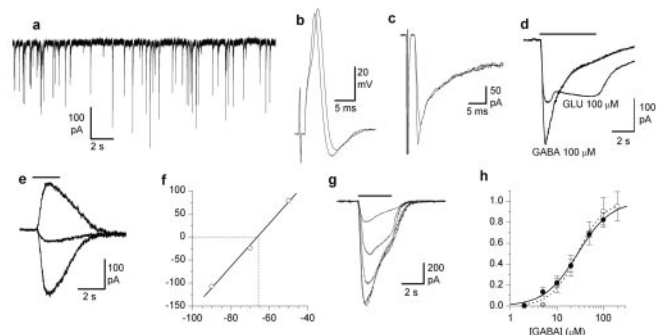 a
100
pA
2 s
b
20
mV
5 ms
c
50
pA
5 ms
d
GLU 100 µM
GABA 100 µM
100
pA
2 s
e
100
pA
2 s
f
100
50
0
-50
-100
-150
-100 -80 -60 -40
g
200
pA
2 s
h
1.0
0.8
0.6
0.4
0.2
0.0
1 10 100
[GABA] (µM)